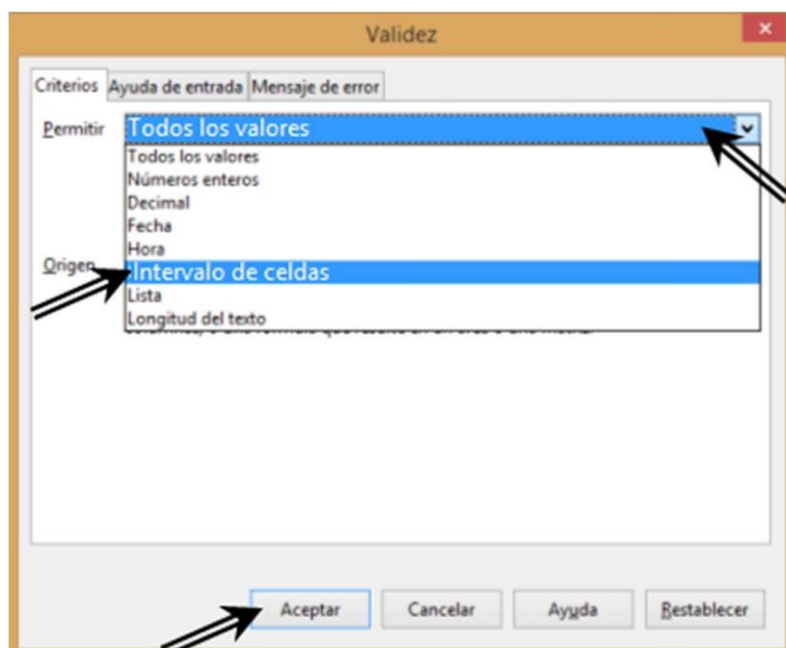 Validez
Criterios Ayuda de entrada Mensaje de error
Permitir Todos los valores
Todos los valores
Números enteros
Decimal
Fecha
Hora
Origen Intervalo de celdas
Lista
Longitud del texto
Aceptar Cancelar Ayuda Restablecer